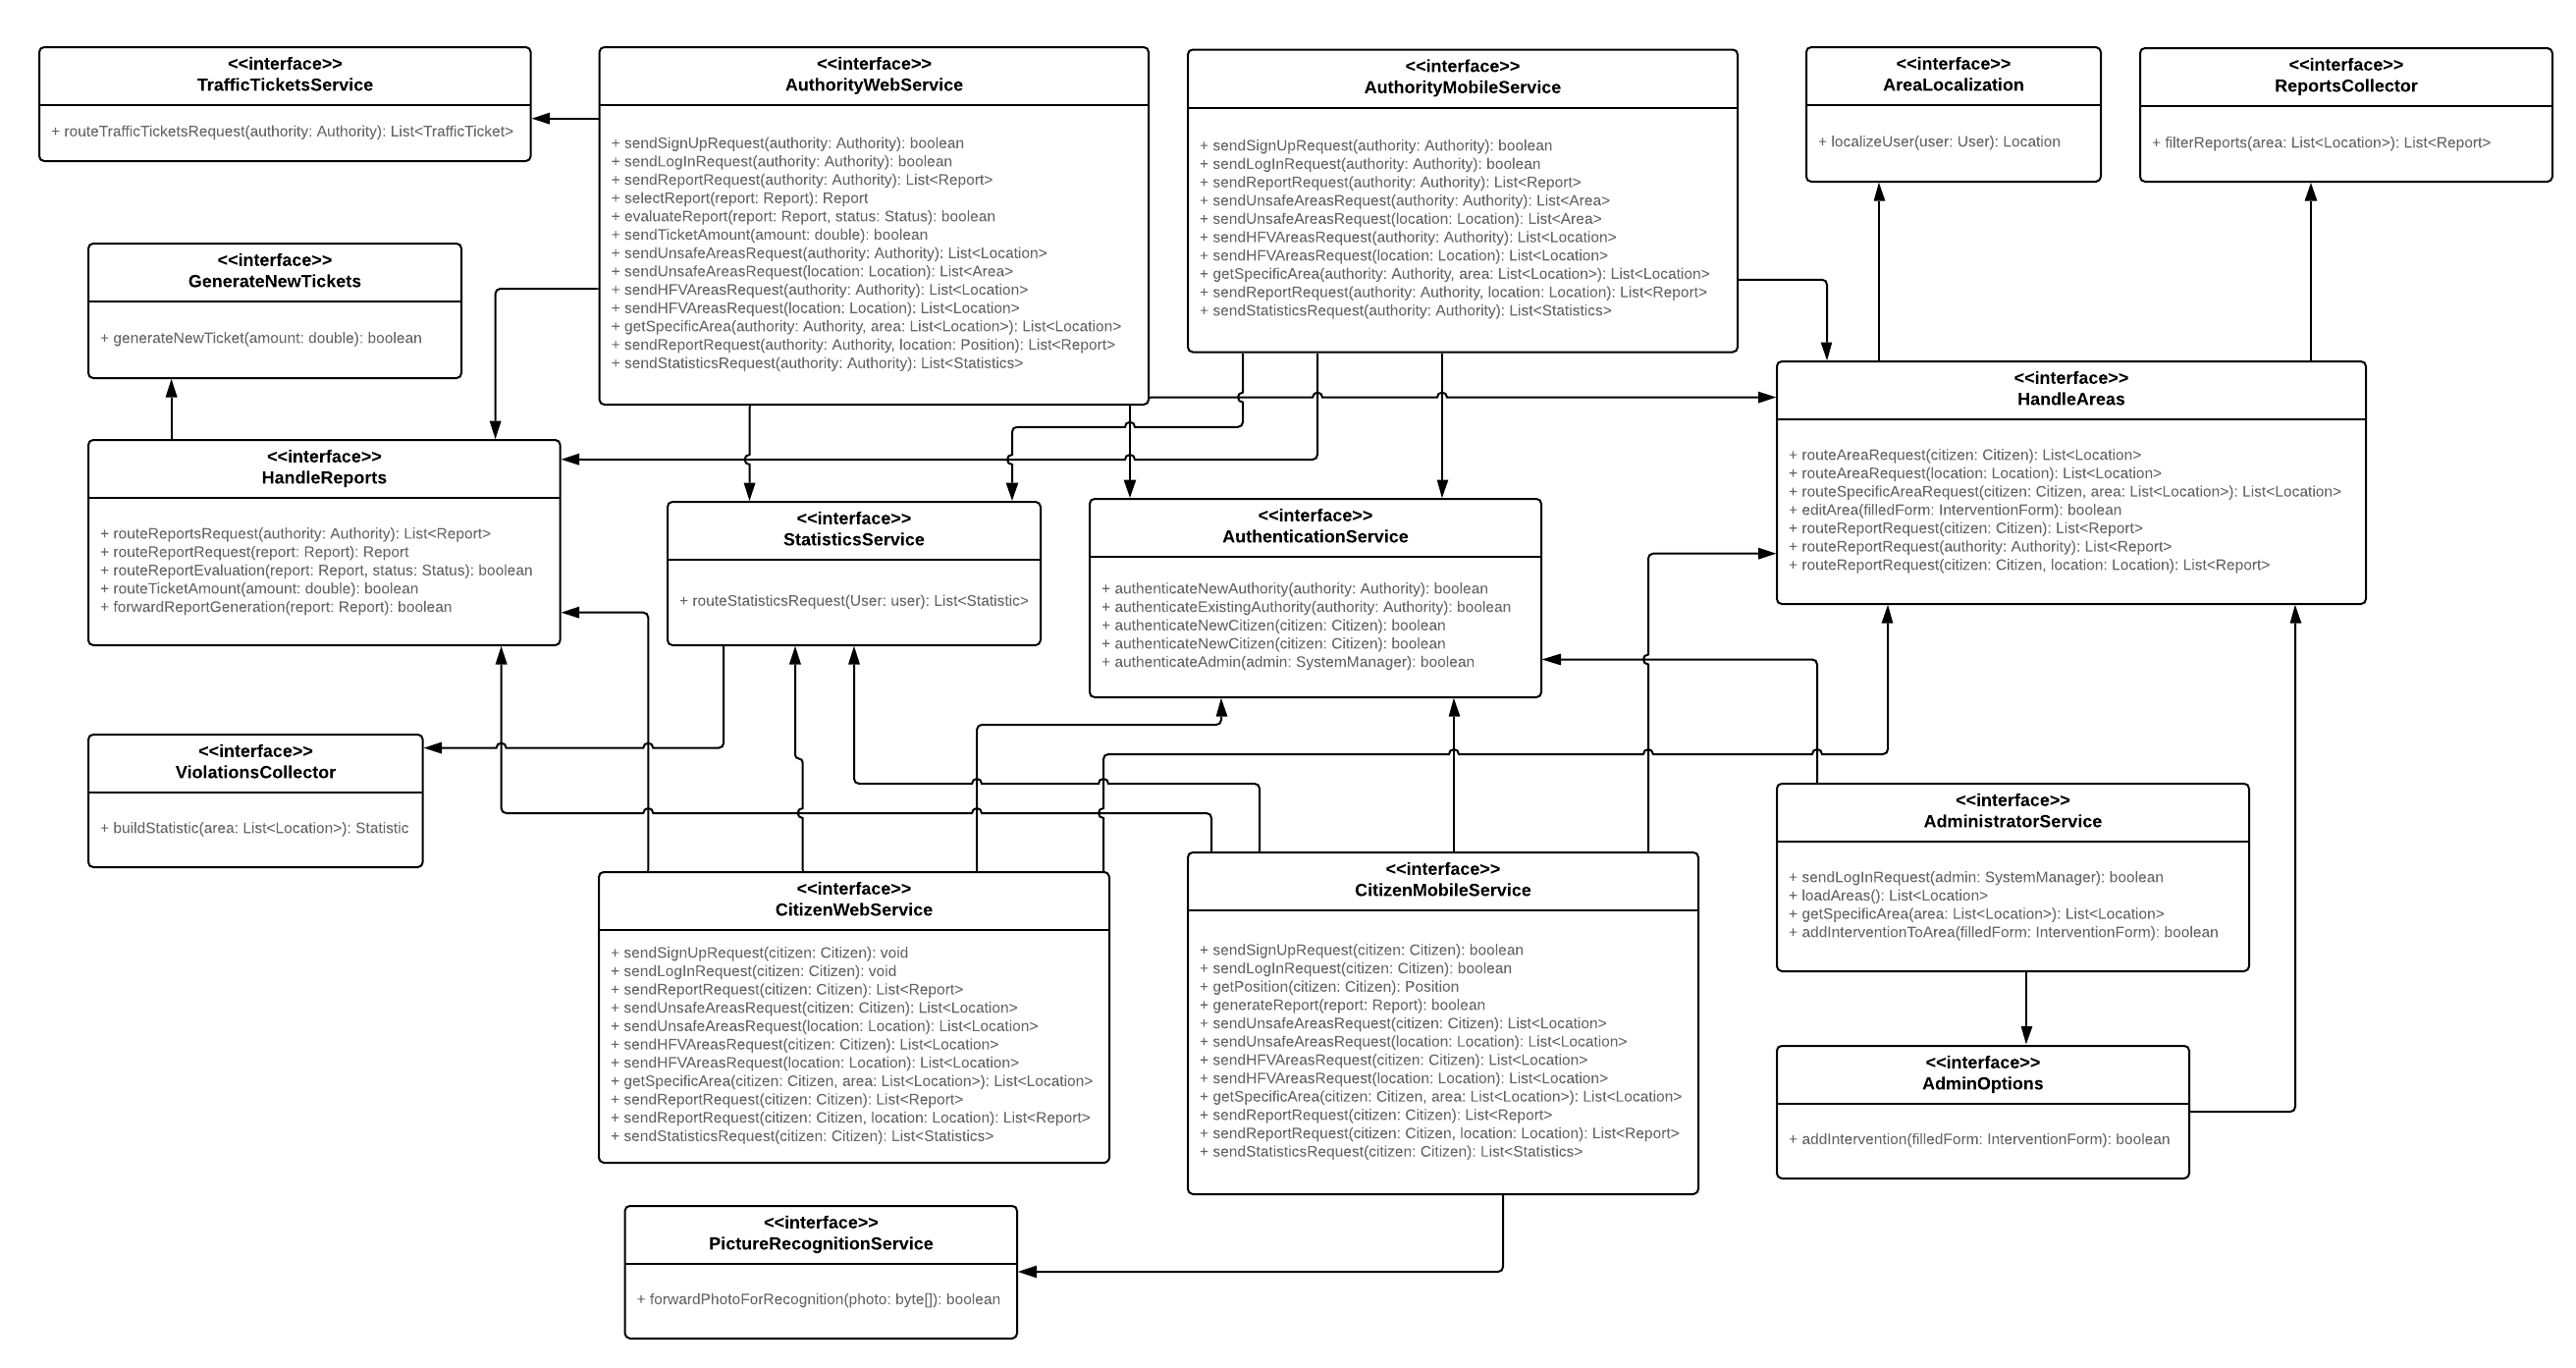 <<interface>>
TrafficTicketsService
+ routeTrafficTicketsRequest(authority: Authority): List<TrafficTicket>
<<interface>>
AuthorityWebService
+ sendSignUpRequest(authority: Authority): boolean
+ sendLogInRequest(authority: Authority): boolean
+ sendReportRequest(authority: Authority): List<Report>
+ selectReport(report: Report): Report
+ evaluateReport(report: Report, status: Status): boolean
+ sendTicketAmount(amount: double): boolean
+ sendUnsafeAreasRequest(authority: Authority): List<Location>
+ sendUnsafeAreasRequest(location: Location): List<Area>
+ sendHFVAreasRequest(authority: Authority): List<Location>
+ sendHFVAreasRequest(location: Location): List<Location>
+ getSpecificArea(authority: Authority, area: List<Location>): List<Location>
+ sendReportRequest(authority: Authority, location: Position): List<Report>
+ sendStatisticsRequest(authority: Authority): List<Statistics>
<<interface>>
AuthorityMobileService
+ sendSignUpRequest(authority: Authority): boolean
+ sendLogInRequest(authority: Authority): boolean
+ sendReportRequest(authority: Authority): List<Report>
+ sendUnsafeAreasRequest(authority: Authority): List<Area>
+ sendUnsafeAreasRequest(location: Location): List<Area>
+ sendHFVAreasRequest(authority: Authority): List<Location>
+ sendHFVAreasRequest(location: Location): List<Location>
+ getSpecificArea(authority: Authority, area: List<Location>): List<Location>
+ sendReportRequest(authority: Authority, location: Location): List<Report>
+ sendStatisticsRequest(authority: Authority): List<Statistics>
<<interface>>
AreaLocalization
+ localizeUser(user: User): Location
<<interface>>
ReportsCollector
+ filterReports(area: List<Location>): List<Report>
<<interface>>
GenerateNewTickets
+ generateNewTicket(amount: double): boolean
<<interface>>
HandleReports
+ routeReportsRequest(authority: Authority): List<Report>
+ routeReportRequest(report: Report): Report
+ routeReportEvaluation(report: Report, status: Status): boolean
+ routeTicketAmount(amount: double): boolean
+ forwardReportGeneration(report: Report): boolean
<<interface>>
StatisticsService
+ routeStatisticsRequest(User: user): List<Statistic>
<<interface>>
AuthenticationService
+ authenticateNewAuthority(authority: Authority): boolean
+ authenticateExistingAuthority(authority: Authority): boolean
+ authenticateNewCitizen(citizen: Citizen): boolean
+ authenticateNewCitizen(citizen: Citizen): boolean
+ authenticateAdmin(admin: SystemManager): boolean
<<interface>>
HandleAreas
+ routeAreaRequest(citizen: Citizen): List<Location>
+ routeAreaRequest(location: Location): List<Location>
+ routeSpecificAreaRequest(citizen: Citizen, area: List<Location>): List<Location>
+ editArea(filledForm: InterventionForm): boolean
+ routeReportRequest(citizen: Citizen): List<Report>
+ routeReportRequest(authority: Authority): List<Report>
+ routeReportRequest(citizen: Citizen, location: Location): List<Report>
<<interface>>
ViolationsCollector
+ buildStatistic(area: List<Location>): Statistic
<<interface>>
CitizenWebService
+ sendSignUpRequest(citizen: Citizen): void
+ sendLogInRequest(citizen: Citizen): void
+ sendReportRequest(citizen: Citizen): List<Report>
+ sendUnsafeAreasRequest(citizen: Citizen): List<Location>
+ sendUnsafeAreasRequest(location: Location): List<Location>
+ sendHFVAreasRequest(citizen: Citizen): List<Location>
+ sendHFVAreasRequest(location: Location): List<Location>
+ getSpecificArea(citizen: Citizen, area: List<Location>): List<Location>
+ sendReportRequest(citizen: Citizen): List<Report>
+ sendReportRequest(citizen: Citizen, location: Location): List<Report>
+ sendStatisticsRequest(citizen: Citizen): List<Statistics>
<<interface>>
CitizenMobileService
+ sendSignUpRequest(citizen: Citizen): boolean
+ sendLogInRequest(citizen: Citizen): boolean
+ getPosition(citizen: Citizen): Position
+ generateReport(report: Report): boolean
+ sendUnsafeAreasRequest(citizen: Citizen): List<Location>
+ sendUnsafeAreasRequest(location: Location): List<Location>
+ sendHFVAreasRequest(citizen: Citizen): List<Location>
+ sendHFVAreasRequest(location: Location): List<Location>
+ getSpecificArea(citizen: Citizen, area: List<Location>): List<Location>
+ sendReportRequest(citizen: Citizen): List<Report>
+ sendReportRequest(citizen: Citizen, location: Location): List<Report>
+ sendStatisticsRequest(citizen: Citizen): List<Statistics>
<<interface>>
AdministratorService
+ sendLogInRequest(admin: SystemManager): boolean
+ loadAreas(): List<Location>
+ getSpecificArea(area: List<Location>): List<Location>
+ addInterventionToArea(filledForm: InterventionForm): boolean
<<interface>>
AdminOptions
+ addIntervention(filledForm: InterventionForm): boolean
<<interface>>
PictureRecognitionService
+ forwardPhotoForRecognition(photo: byte[]): boolean